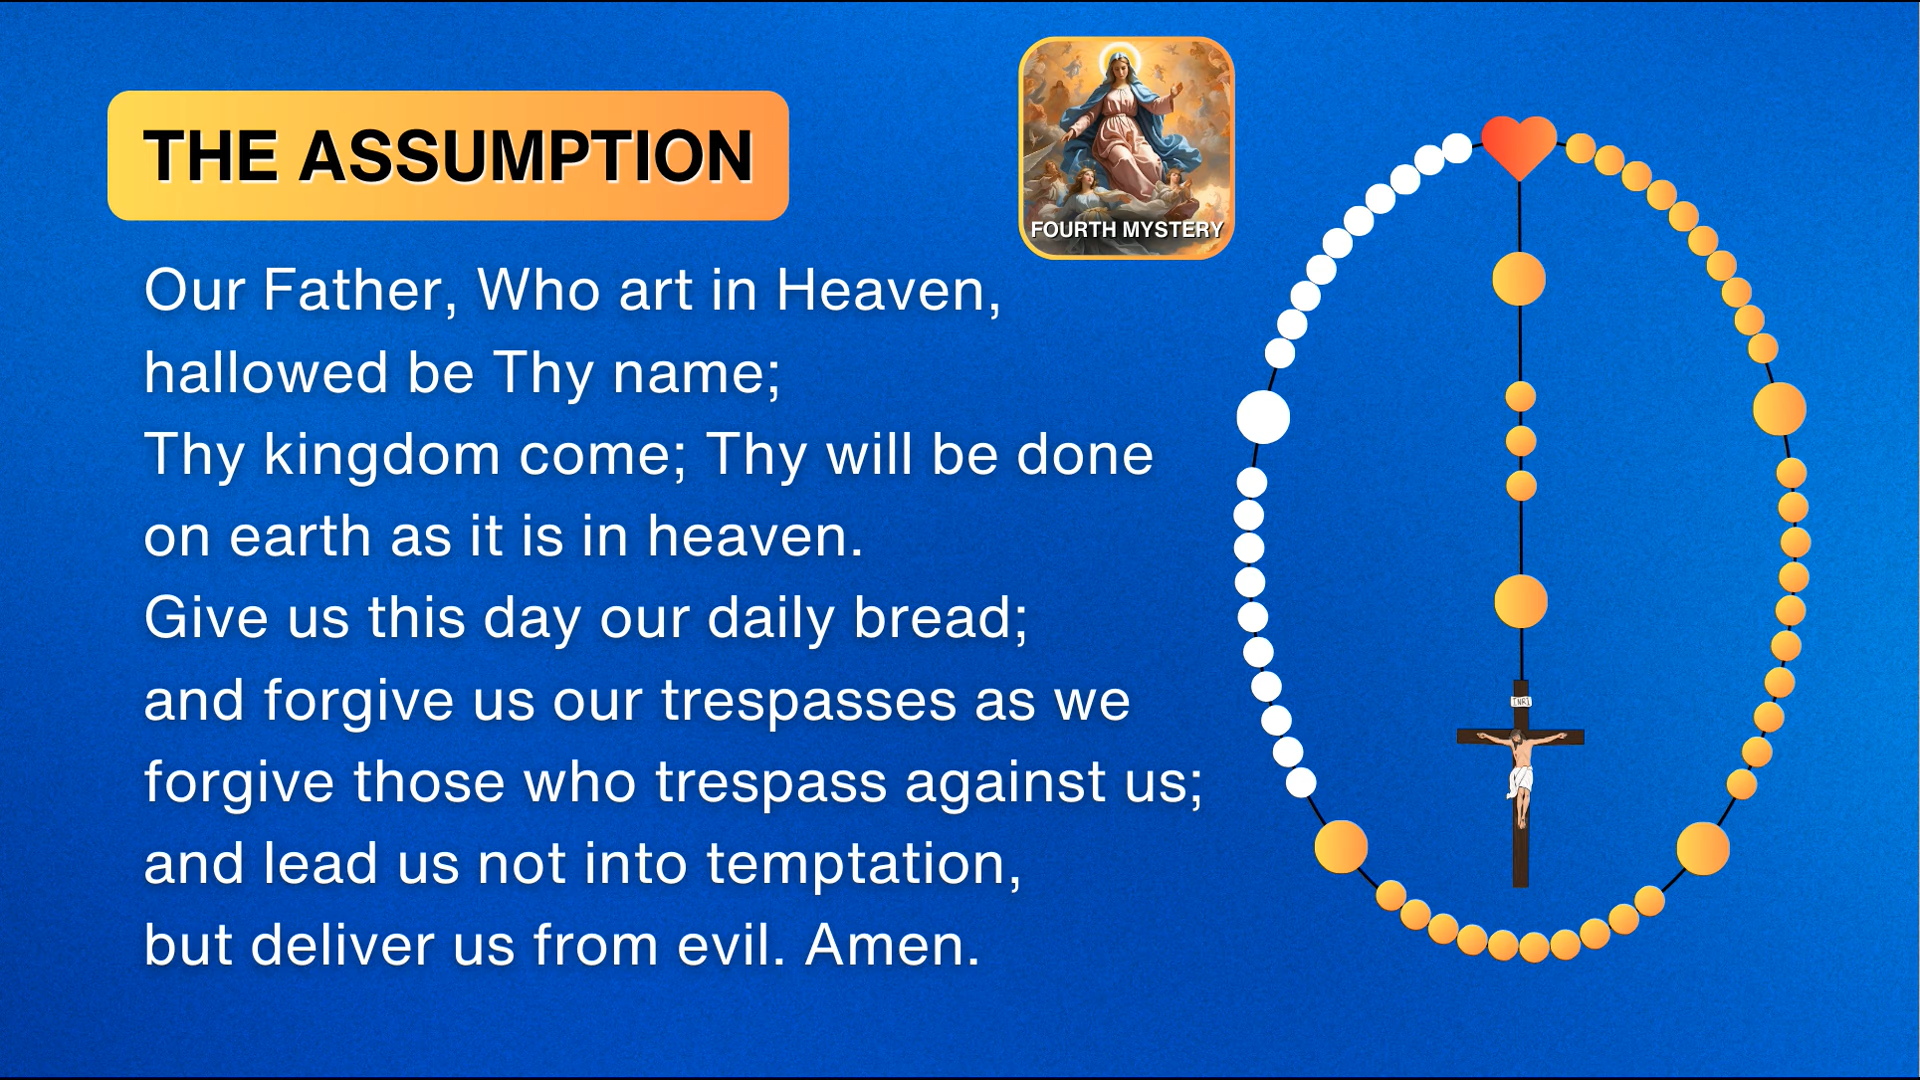 THE ASSUMPTION
FOURTH MYSTERY
Our Father, Who art in Heaven,
hallowed be Thy name;
Thy kingdom come; Thy will be done
on earth as it is in heaven.
Give us this day our daily bread;
and forgive us our trespasses as we
forgive those who trespass against us;
and lead us not into temptation,
but deliver us from evil. Amen.
INRI